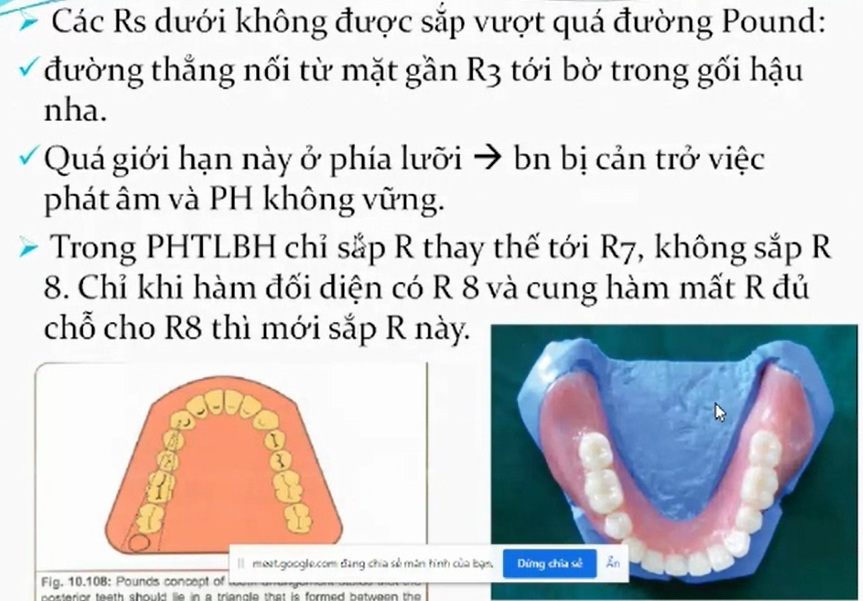 Các Rs dưới không được sắp vượt quá đường Pound:
đường thẳng nối từ mặt gần R3 tới bờ trong gối hậu
nha.
Quá giới hạn này ở phía lưỡi → bn bị cản trở việc
phát âm và PH không vững.
Trong PHTLBH chỉ sắp R thay thế tới R7, không sắp R
8. Chỉ khi hàm đối diện có R 8 và cung hàm mất R đủ
chỗ cho R8 thì mới sắp R này.
meet.google.com đang chia sẻ màn hình của bạn. Dừng chia sẻ Ẩn
Fig. 10.108: Pounds concept of
posterior teeth should lie in a triangle that is formed between the